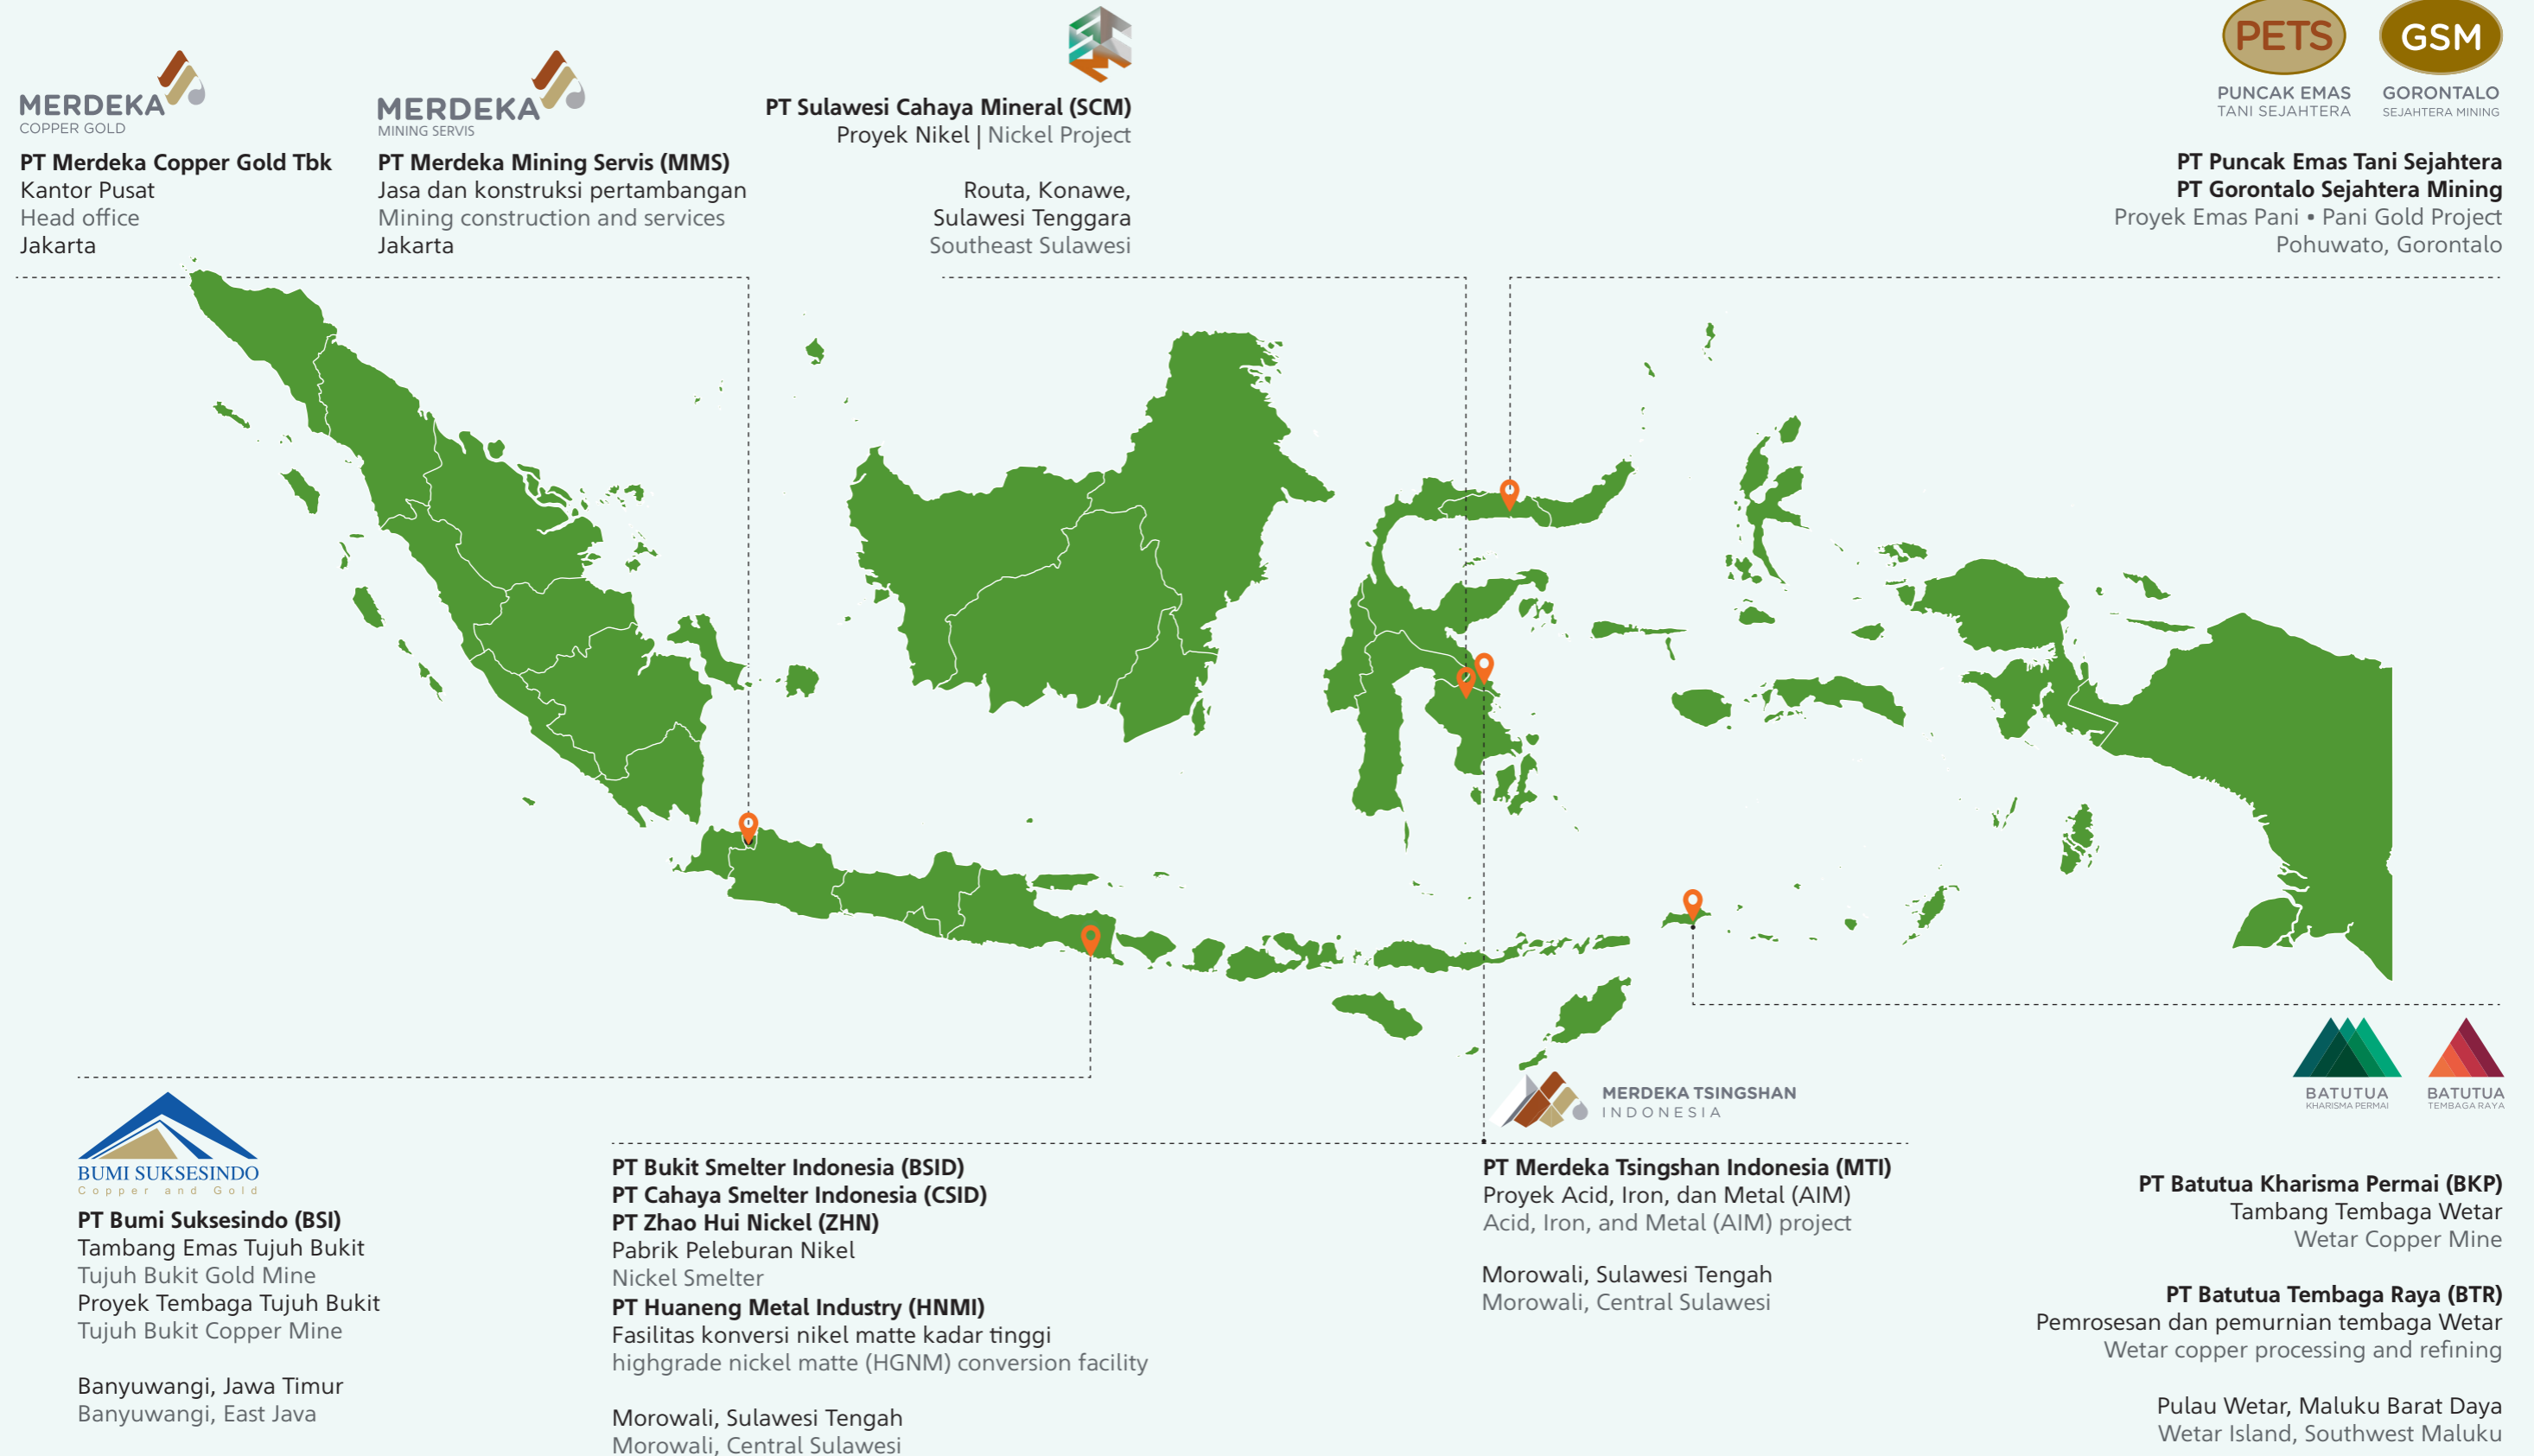 MERDEKA
COPPER GOLD
PT Merdeka Copper Gold Tbk
Kantor Pusat
Head office
Jakarta
MERDEKA
MINING SERVIS
PT Merdeka Mining Servis (MMS)
Jasa dan konstruksi pertambangan
Mining construction and services
Jakarta
PT Sulawesi Cahaya Mineral (SCM)
Proyek Nikel | Nickel Project
Routa, Konawe,
Sulawesi Tenggara
Southeast Sulawesi
PETS
PUNCAK EMAS
TANI SEJAHTERA
GSM
GORONTALO
SEJAHTERA MINING
PT Puncak Emas Tani Sejahtera
PT Gorontalo Sejahtera Mining
Proyek Emas Pani • Pani Gold Project
Pohuwato, Gorontalo
BUMI SUKSESINDO
Copper and Gold
PT Bumi Suksesindo (BSI)
Tambang Emas Tujuh Bukit
Tujuh Bukit Gold Mine
Proyek Tembaga Tujuh Bukit
Tujuh Bukit Copper Mine
Banyuwangi, Jawa Timur
Banyuwangi, East Java
PT Bukit Smelter Indonesia (BSID)
PT Cahaya Smelter Indonesia (CSID)
PT Zhao Hui Nickel (ZHN)
Pabrik Peleburan Nikel
Nickel Smelter
PT Huaneng Metal Industry (HNMI)
Fasilitas konversi nikel matte kadar tinggi
highgrade nickel matte (HGNM) conversion facility
Morowali, Sulawesi Tengah
Morowali, Central Sulawesi
MERDEKA TSINGSHAN
INDONESIA
PT Merdeka Tsingshan Indonesia (MTI)
Proyek Acid, Iron, dan Metal (AIM)
Acid, Iron, and Metal (AIM) project
Morowali, Sulawesi Tengah
Morowali, Central Sulawesi
BATUTUA
KHARISMA PERMAI
BATUTUA
TEMBAGA RAYA
PT Batutua Kharisma Permai (BKP)
Tambang Tembaga Wetar
Wetar Copper Mine
PT Batutua Tembaga Raya (BTR)
Pemrosesan dan pemurnian tembaga Wetar
Wetar copper processing and refining
Pulau Wetar, Maluku Barat Daya
Wetar Island, Southwest Maluku